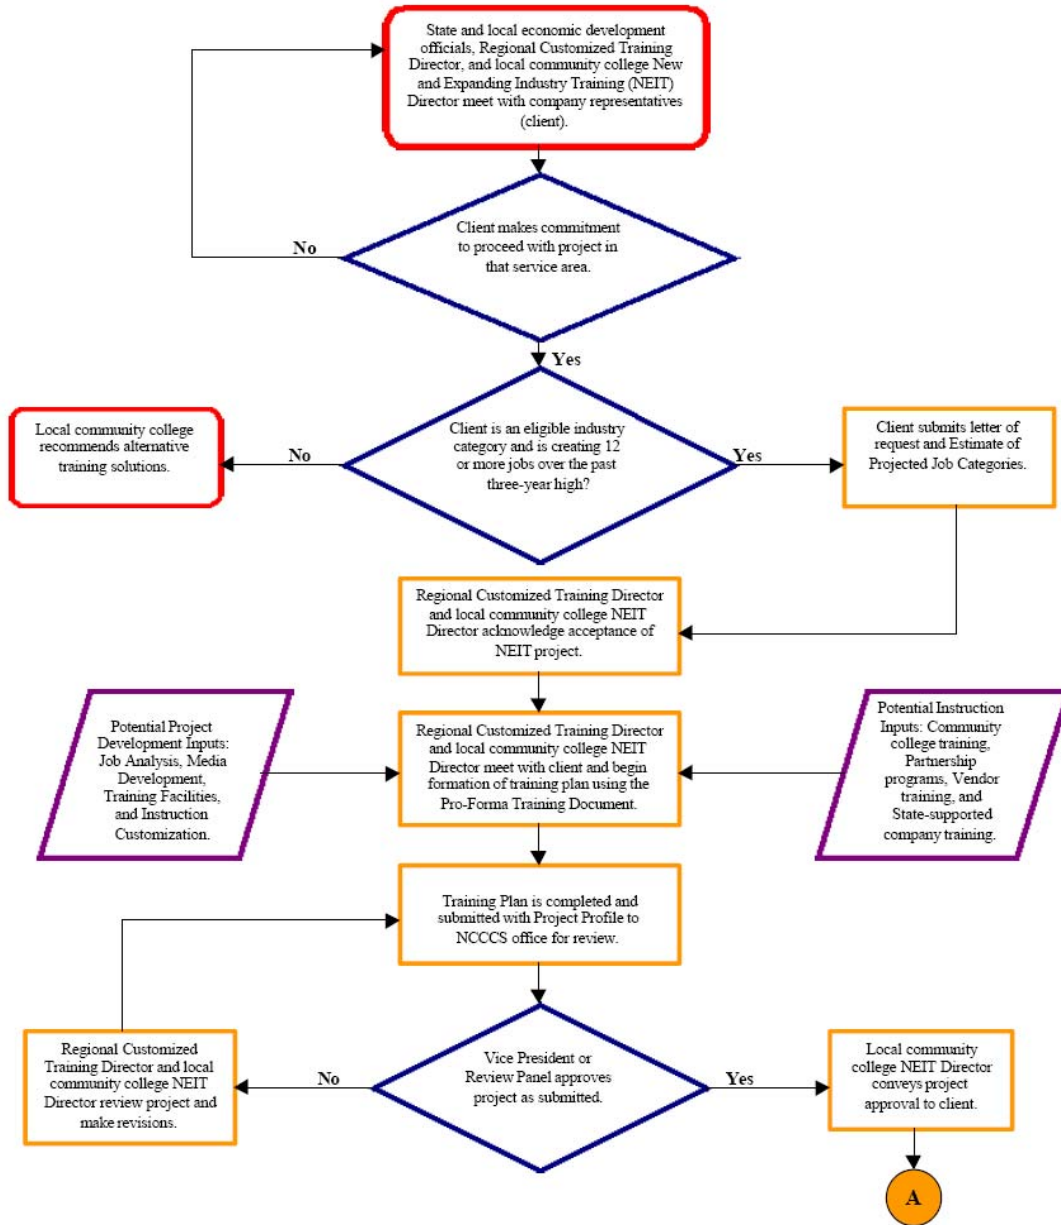 State and local economic development
officials, Regional Customized Training
Director, and local community college New
and Expanding Industry Training (NEIT)
Director meet with company representatives
(client).
Client makes commitment
to proceed with project in
that service area.
No
Yes
Client is an eligible industry
category and is creating 12
or more jobs over the past
three-year high?
No
Local community college
recommends alternative
training solutions.
Yes
Client submits letter of
request and Estimate of
Projected Job Categories.
Regional Customized Training Director
and local community college NEIT
Director acknowledge acceptance of
NEIT project.
Potential Project
Development Inputs:
Job Analysis, Media
Development,
Training Facilities,
and Instruction
Customization.
Regional Customized Training Director
and local community college NEIT
Director meet with client and begin
formation of training plan using the
Pro-Forma Training Document.
Potential Instruction
Inputs: Community
college training,
Partnership
programs, Vendor
training, and
State-supported
company training.
Training Plan is completed and
submitted with Project Profile to
NCCCS office for review.
Vice President or
Review Panel approves
project as submitted.
No
Regional Customized
Training Director and local
community college NEIT
Director review project and
make revisions.
Yes
Local community
college NEIT Director
conveys project
approval to client.
A